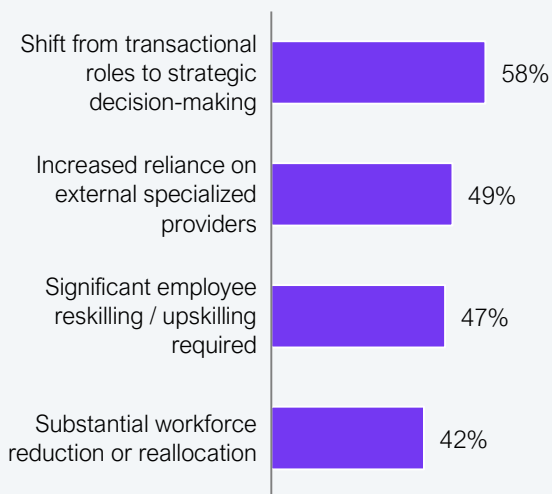 Shift from transactional
roles to strategic
decision-making
58%
Increased reliance on
external specialized
providers
49%
Significant employee
reskilling / upskilling
required
47%
Substantial workforce
reduction or reallocation
42%